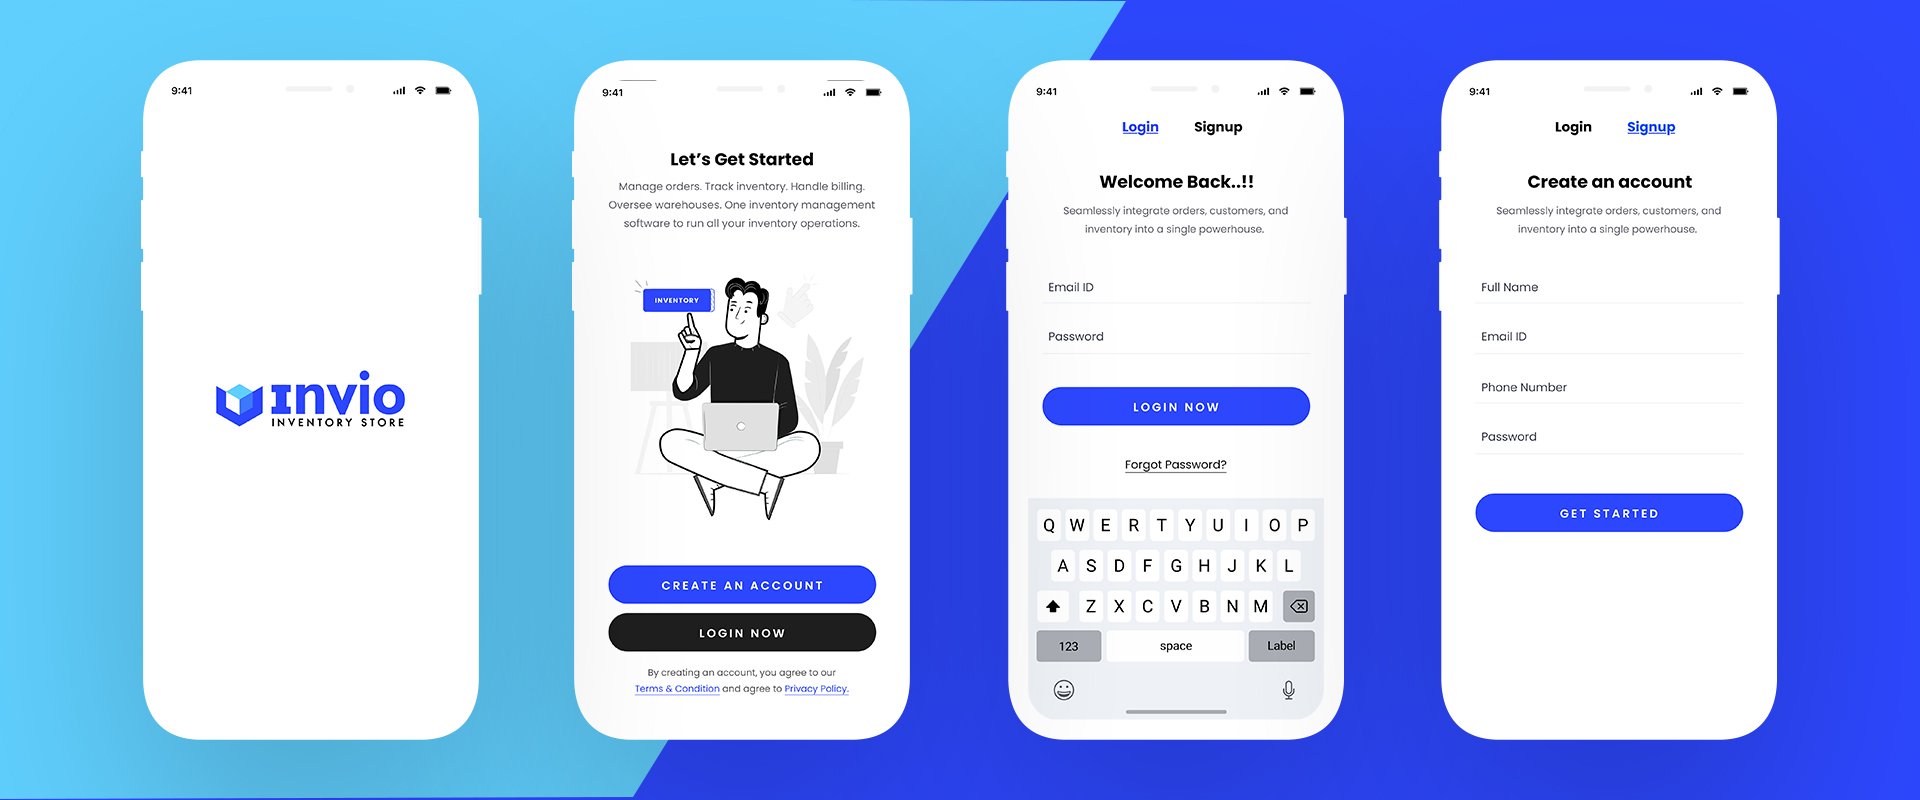 9:41
INVIO
INVENTORY STORE
9:41
Let's Get Started
Manage orders. Track inventory. Handle billing.
Oversee warehouses. One inventory management
software to run all your inventory operations.
INVENTORY
CREATE AN ACCOUNT
LOGIN NOW
By creating an account, you agree to our
Terms & Condition and agree to Privacy Policy.
9:41
Login Signup
Welcome Back..!!
Seamlessly integrate orders, customers, and
inventory into a single powerhouse.
Email ID
Password
LOGIN NOW
Forgot Password?
Q W E R T Y U I O P
A S D F G H J K L
Z X C V B N M
123 space Label
9:41
Login Signup
Create an account
Seamlessly integrate orders, customers, and
inventory into a single powerhouse.
Full Name
Email ID
Phone Number
Password
GET STARTED